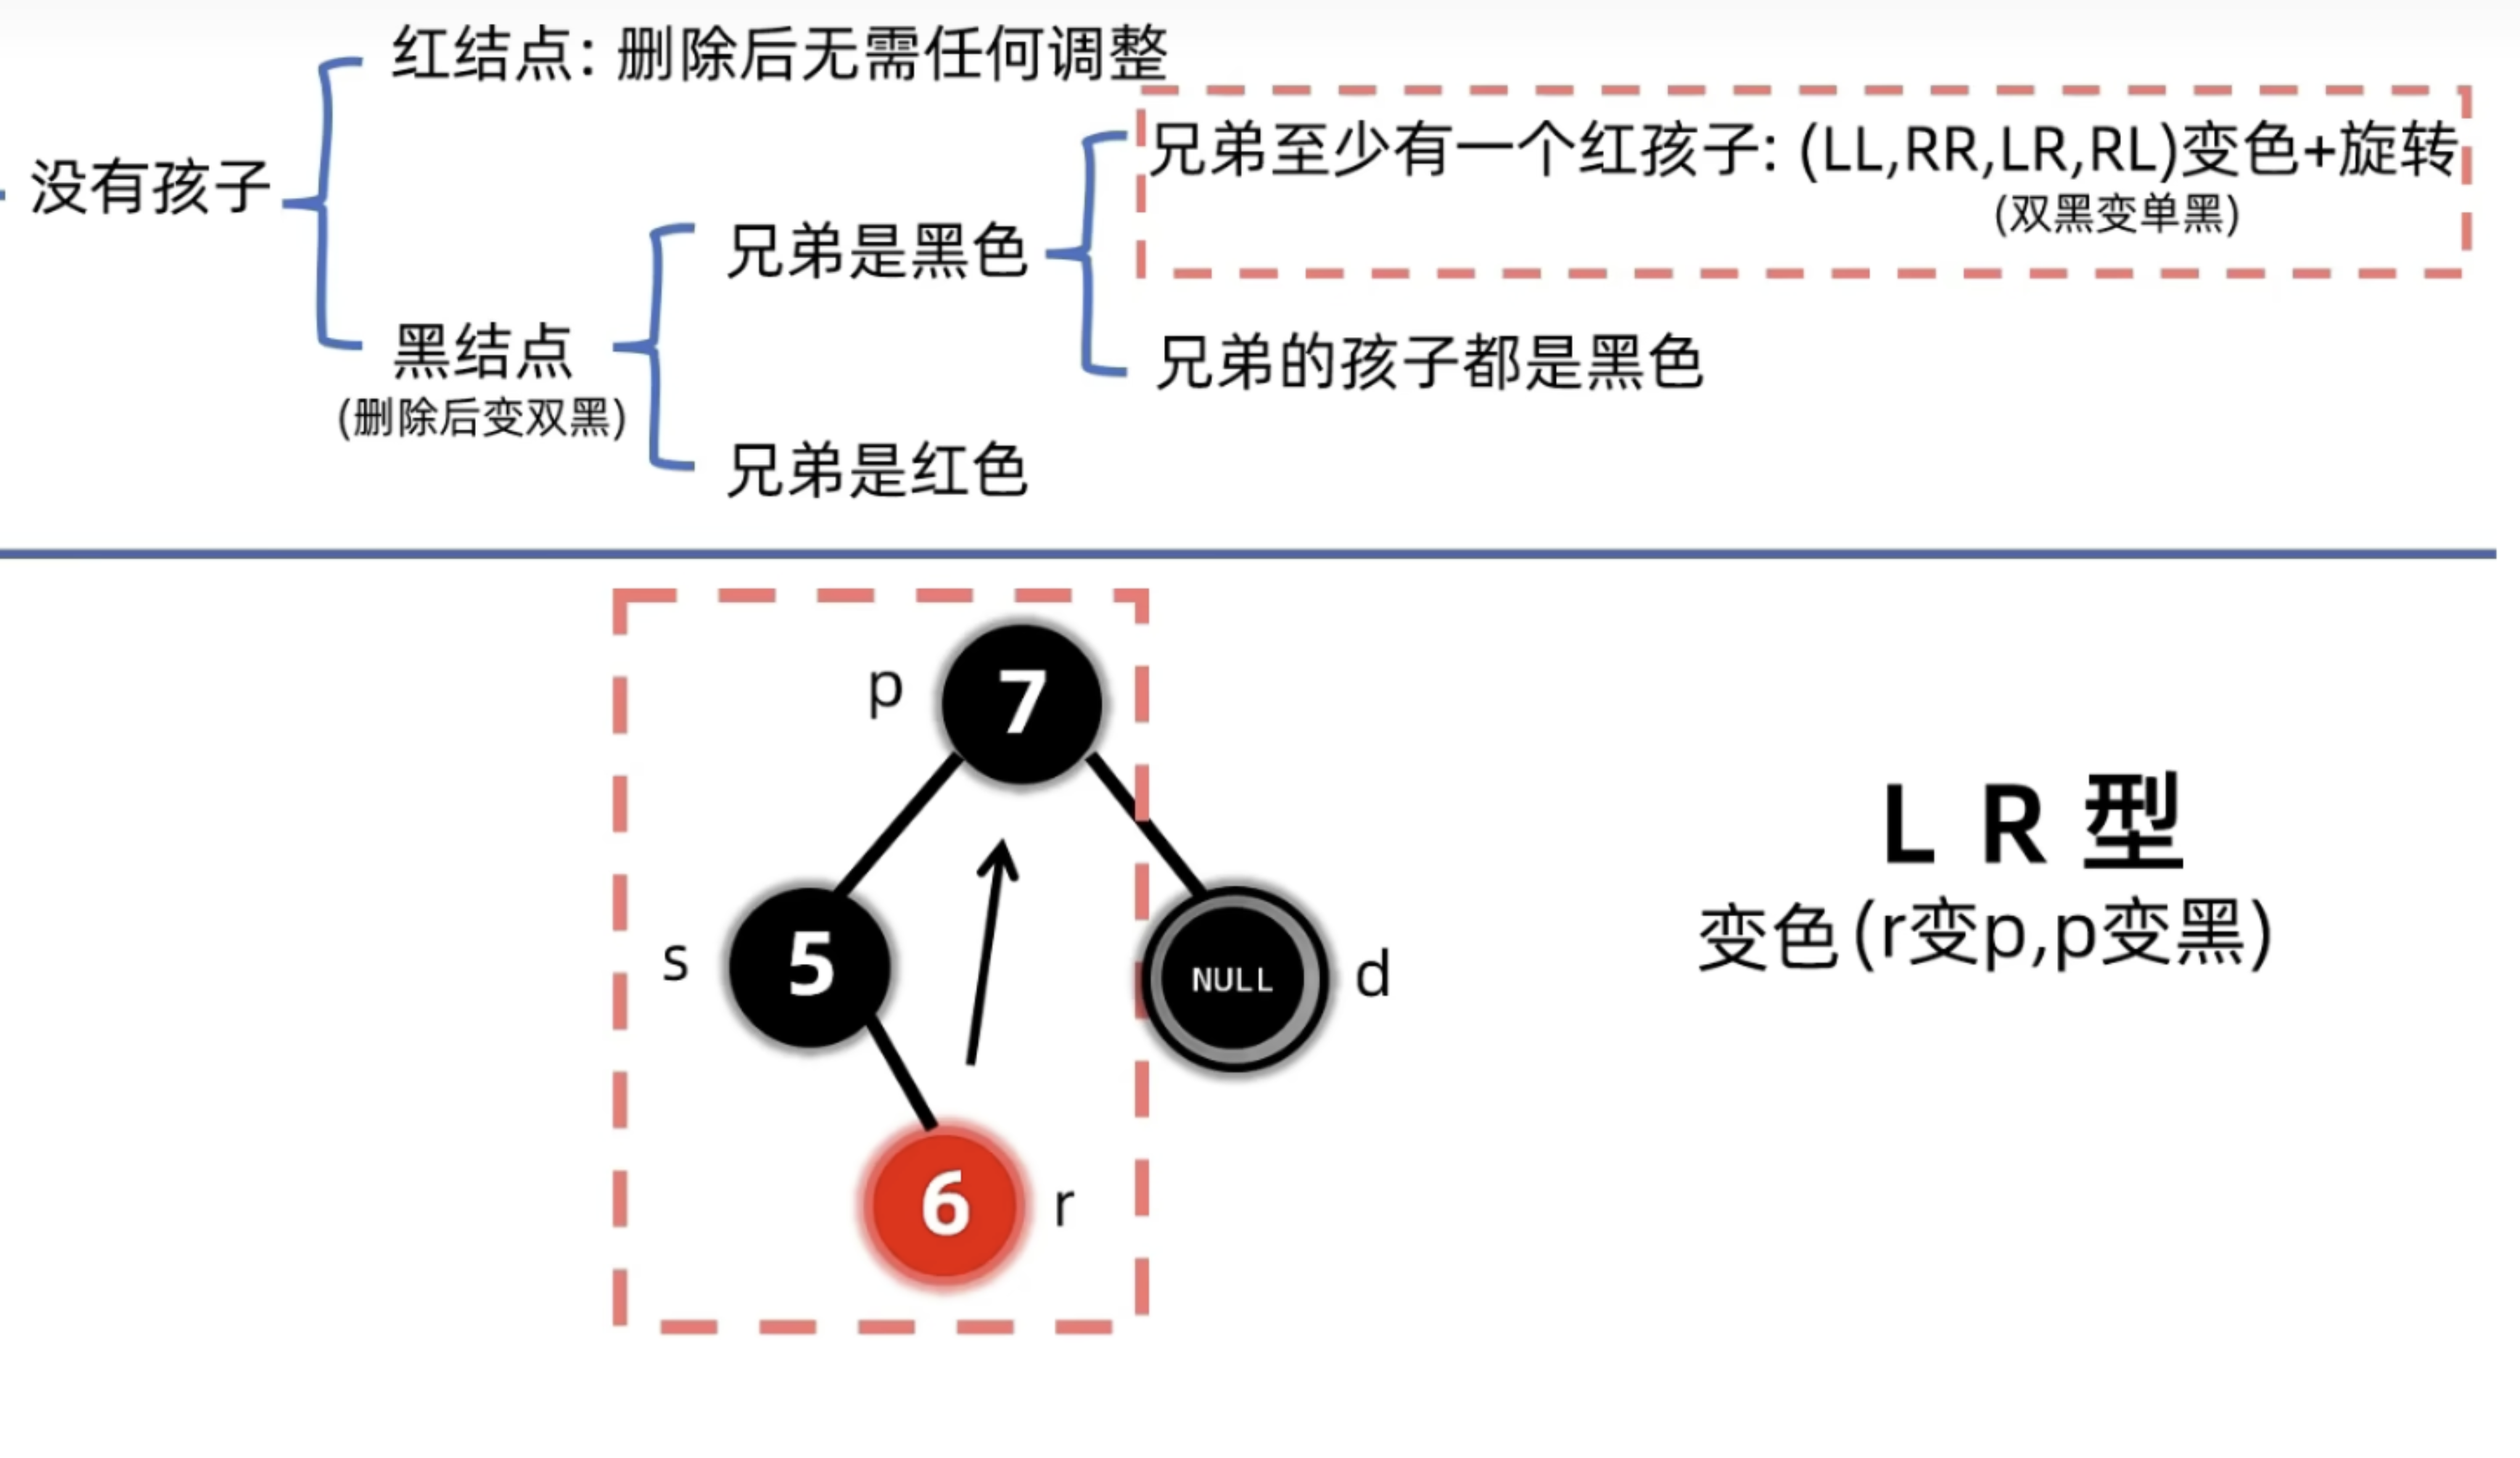 红结点：删除后无需任何调整
兄弟至少有一个红孩子：(LL,RR,LR,RL)变色+旋转
(双黑变单黑)
没有孩子
兄弟是黑色
黑结点
(删除后变双黑)
兄弟的孩子都是黑色
兄弟是红色
p
7
s
5
NULL
d
6
r
L R 型
变色(r变p,p变黑)